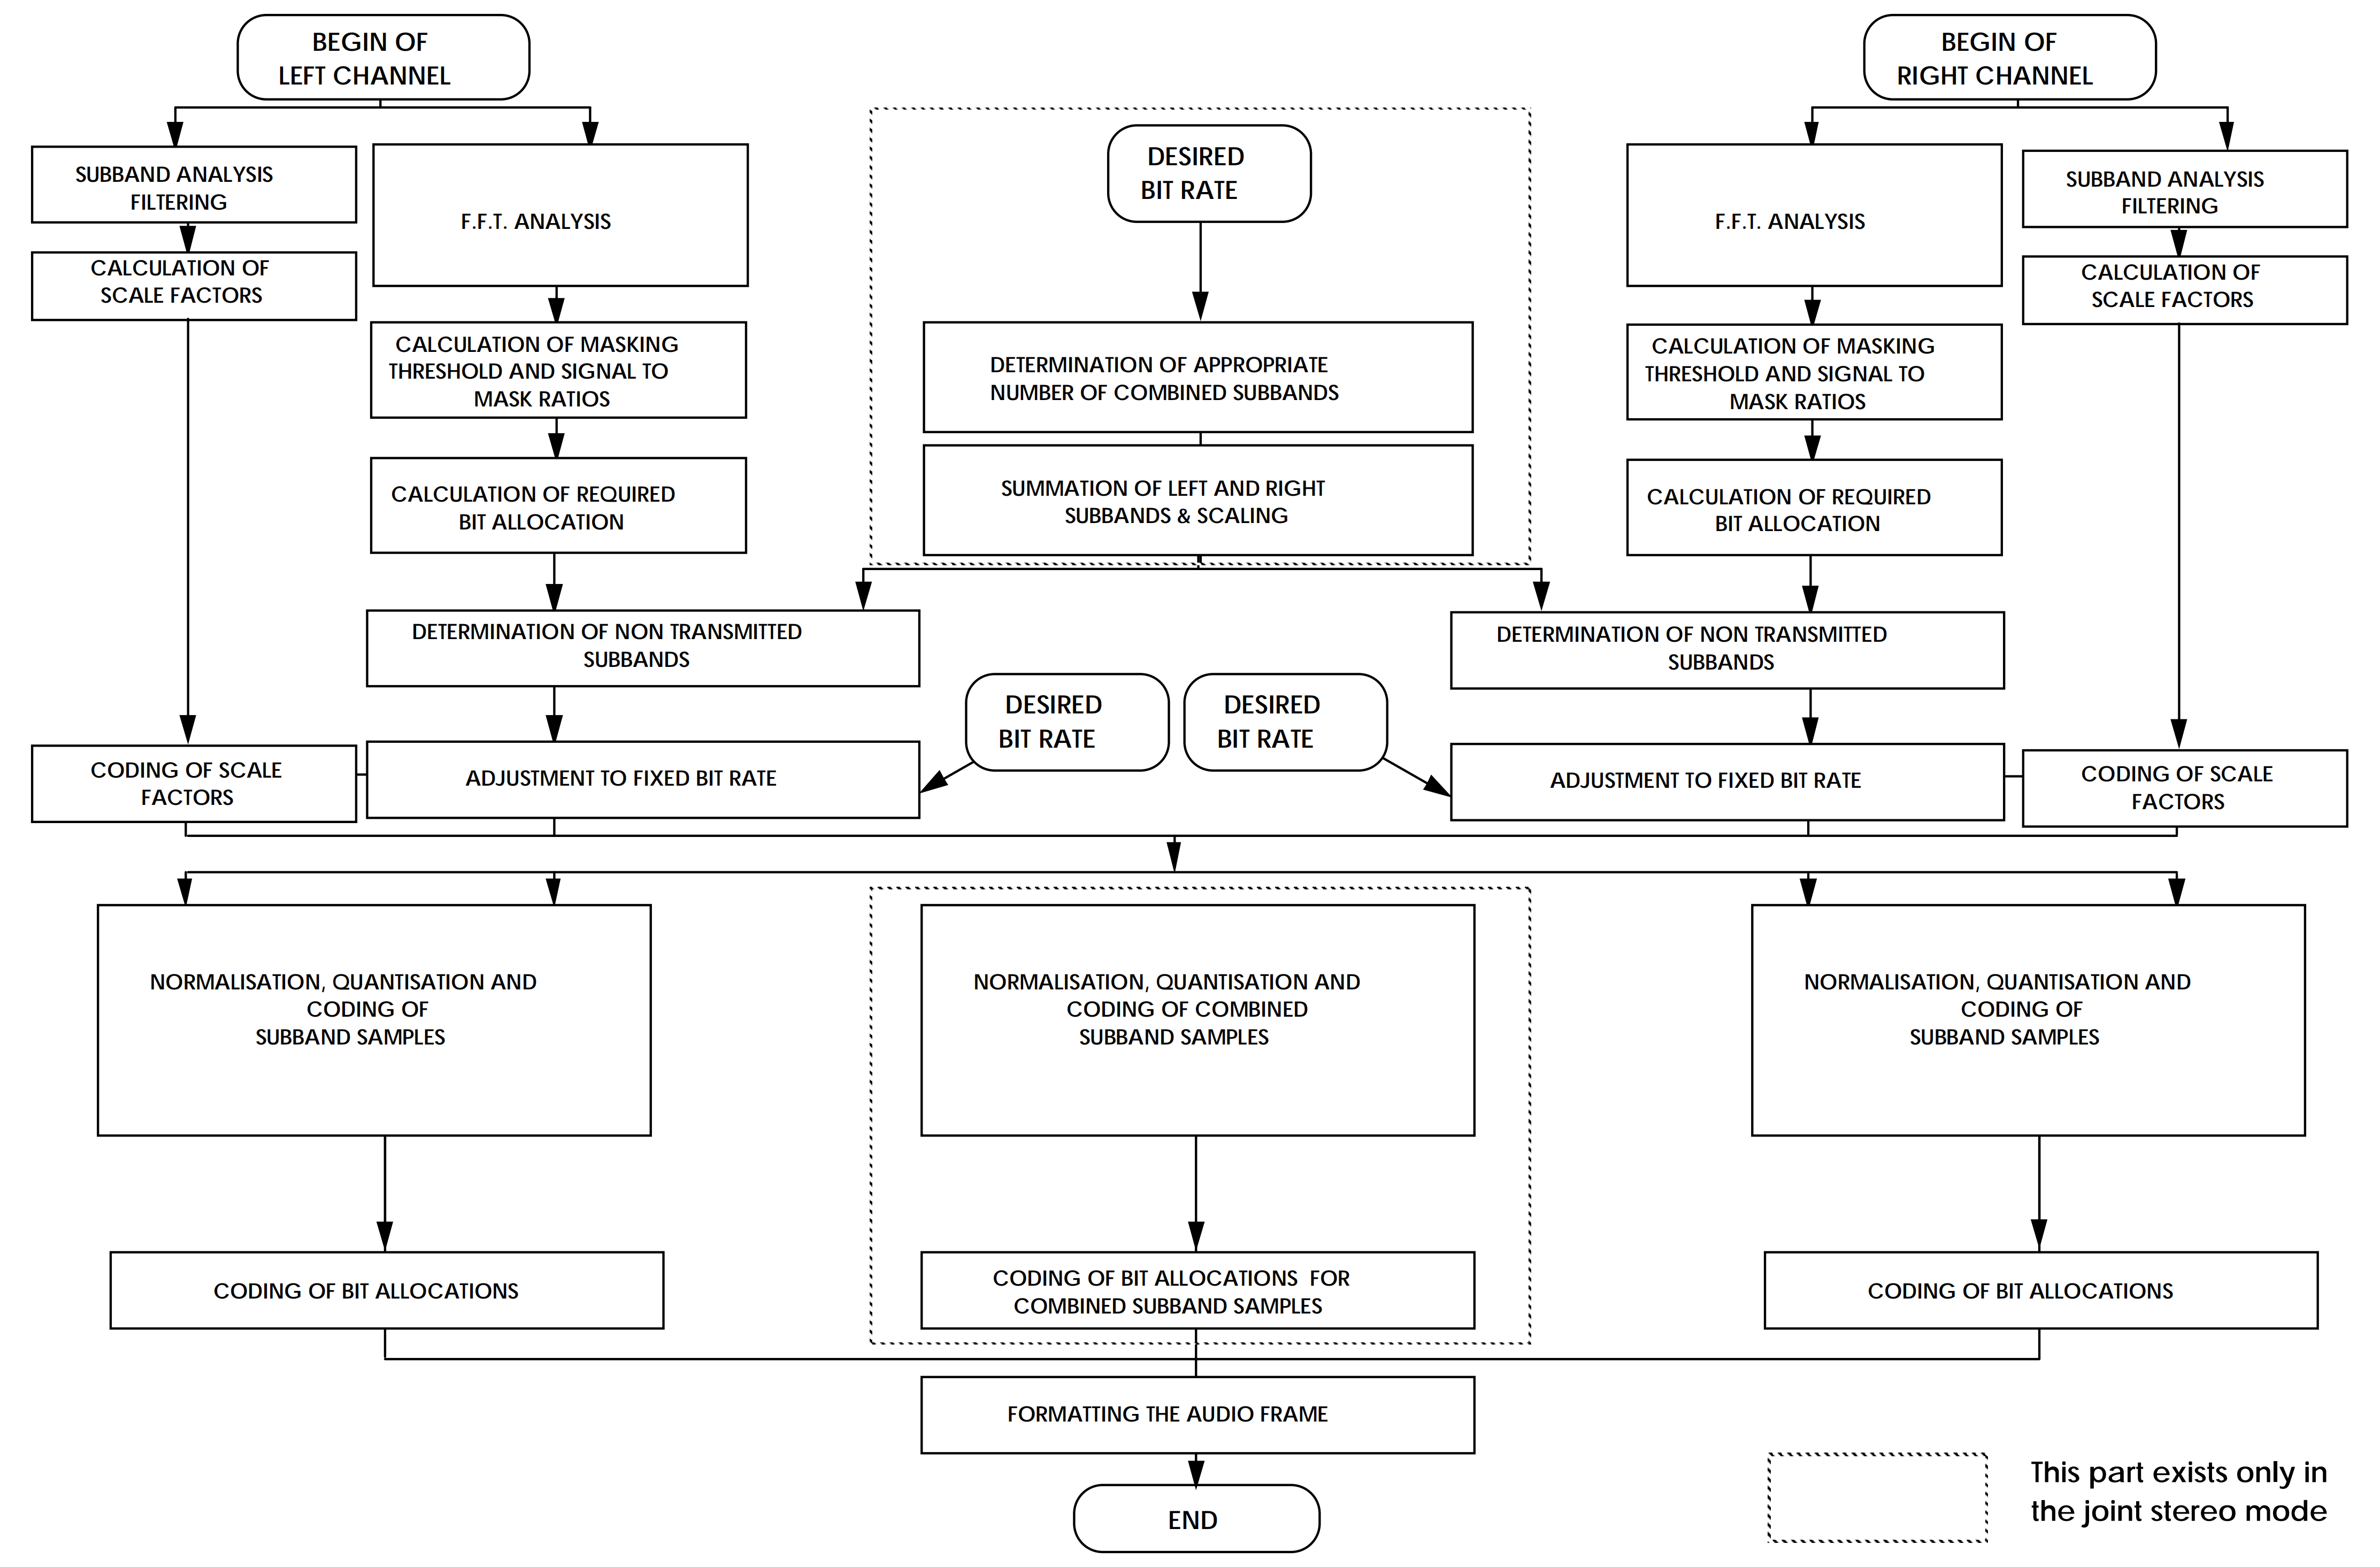 BEGIN OF
LEFT CHANNEL
BEGIN OF
RIGHT CHANNEL
SUBBAND ANALYSIS
FILTERING
F.F.T. ANALYSIS
DESIRED
BIT RATE
F.F.T. ANALYSIS
SUBBAND ANALYSIS
FILTERING
CALCULATION OF
SCALE FACTORS
CALCULATION OF
SCALE FACTORS
CALCULATION OF MASKING
THRESHOLD AND SIGNAL TO
MASK RATIOS
DETERMINATION OF APPROPRIATE
NUMBER OF COMBINED SUBBANDS
CALCULATION OF MASKING
THRESHOLD AND SIGNAL TO
MASK RATIOS
CALCULATION OF REQUIRED
BIT ALLOCATION
SUMMATION OF LEFT AND RIGHT
SUBBANDS & SCALING
CALCULATION OF REQUIRED
BIT ALLOCATION
DETERMINATION OF NON TRANSMITTED
SUBBANDS
DETERMINATION OF NON TRANSMITTED
SUBBANDS
DESIRED
BIT RATE
DESIRED
BIT RATE
CODING OF SCALE
FACTORS
ADJUSTMENT TO FIXED BIT RATE
ADJUSTMENT TO FIXED BIT RATE
CODING OF SCALE
FACTORS
NORMALISATION, QUANTISATION AND
CODING OF
SUBBAND SAMPLES
NORMALISATION, QUANTISATION AND
CODING OF COMBINED
SUBBAND SAMPLES
NORMALISATION, QUANTISATION AND
CODING OF
SUBBAND SAMPLES
CODING OF BIT ALLOCATIONS
CODING OF BIT ALLOCATIONS FOR
COMBINED SUBBAND SAMPLES
CODING OF BIT ALLOCATIONS
FORMATTING THE AUDIO FRAME
END
This part exists only in
the joint stereo mode